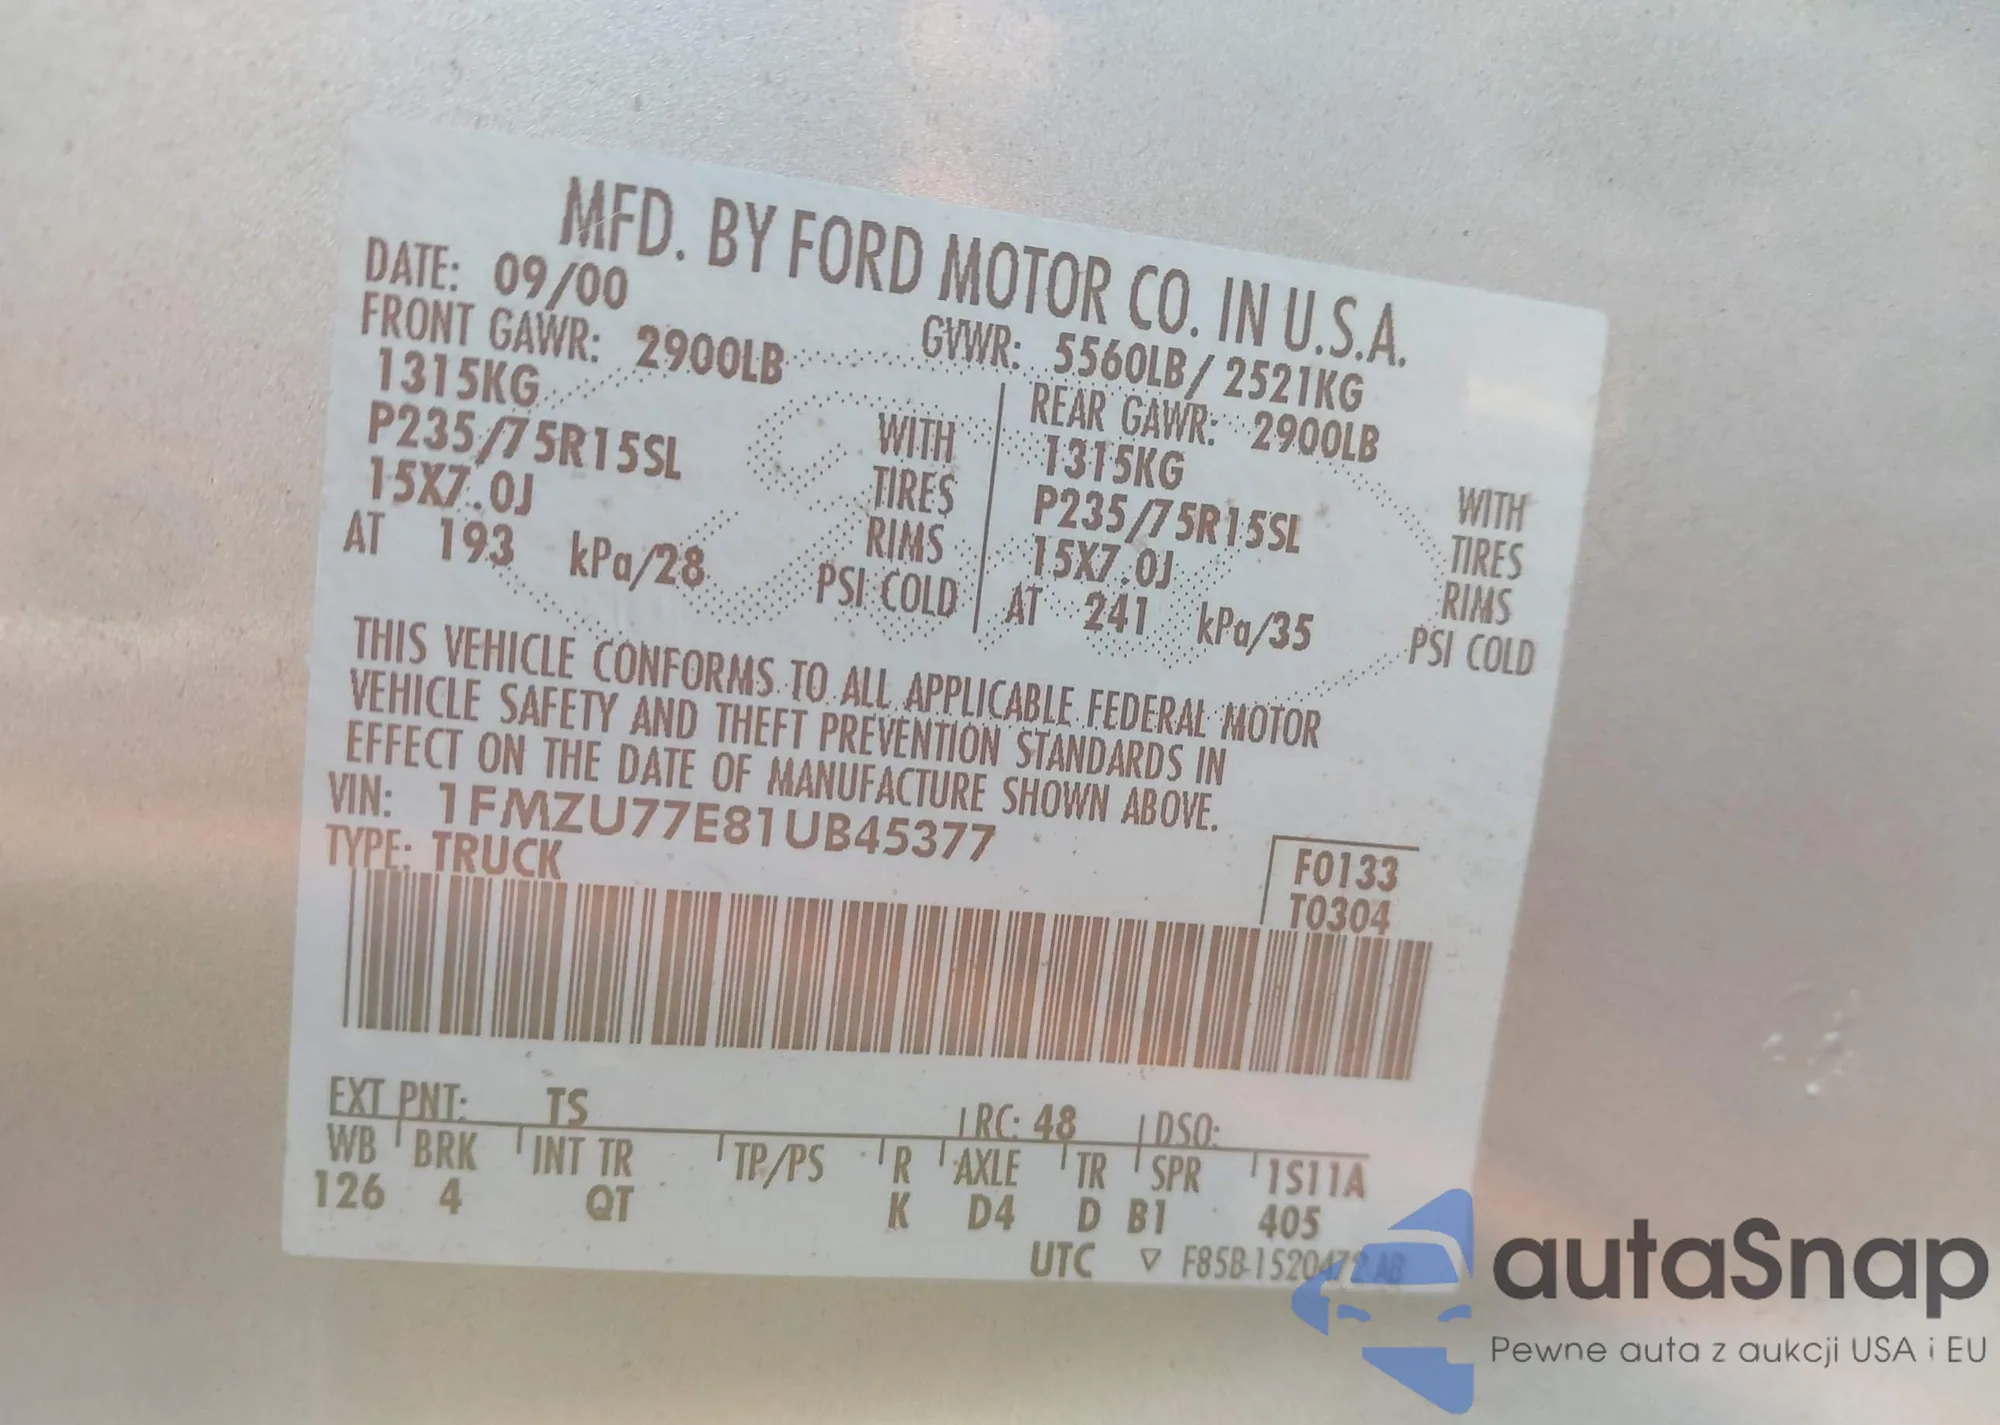 MFD. BY FORD MOTOR CO. IN U.S.A.
DATE: 09/00 GVWR: 5560LB/2521KG
FRONT GAWR: 2900LB REAR GAWR: 2900LB
1315KG WITH 1315KG WITH
P235/75R15SL TIRES P235/75R15SL TIRES
15X7.0J RIMS 15X7.0J RIMS
AT 193 kPa/28 PSI COLD AT 241 kPa/35 PSI COLD
THIS VEHICLE CONFORMS TO ALL APPLICABLE FEDERAL MOTOR
VEHICLE SAFETY AND THEFT PREVENTION STANDARDS IN
EFFECT ON THE DATE OF MANUFACTURE SHOWN ABOVE.
VIN: 1FMZU77E81UB45377
TYPE: TRUCK
F0133
T0304
EXT PNT: TS RC: 48 DSO:
WB BRK INT TR TP/PS R AXLE TR SPR 1S11A
126 4 QT K D4 D B1 405
UTC ▽ F85B-1520472-AB
autaSnap
Pewne auta z aukcji USA i EU